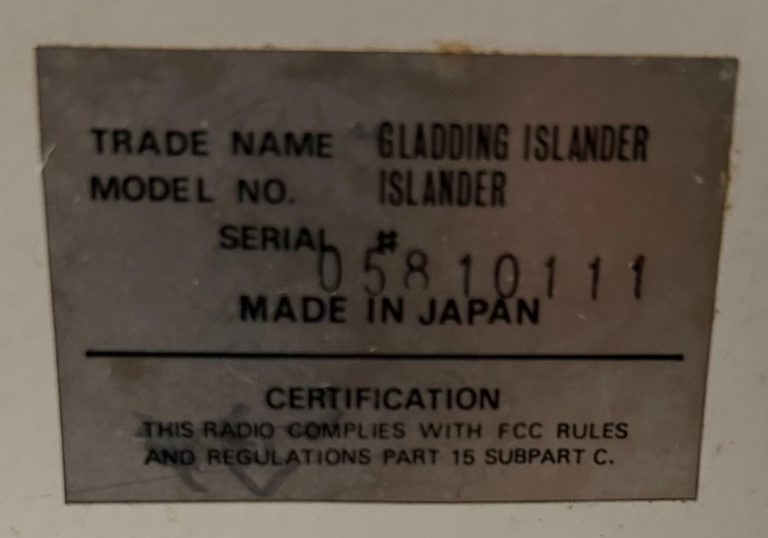 TRADE NAME GLADDING ISLANDER
MODEL NO. ISLANDER
SERIAL #
05810111
MADE IN JAPAN
CERTIFICATION
THIS RADIO COMPLIES WITH FCC RULES
AND REGULATIONS PART 15 SUBPART C.